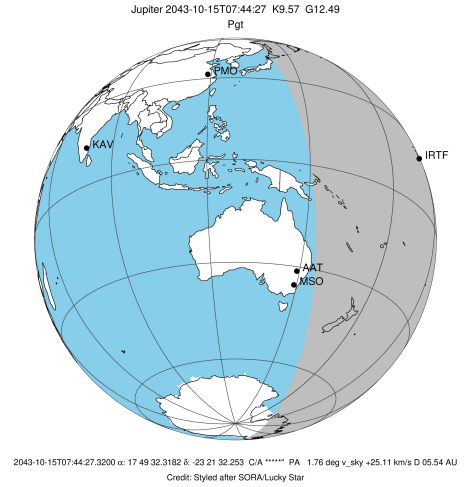 Jupiter 2043-10-15T07:44:27 K9.57 G12.49
Pgt
PMO
KAV
IRTF
AAT
MSO
2043-10-15T07:44:27.3200 α: 17 49 32.3182 δ: -23 21 32.253 C/A *****" PA 1.76 deg v_sky +25.11 km/s D 05.54 AU
Credit: Styled after SORA/Lucky Star